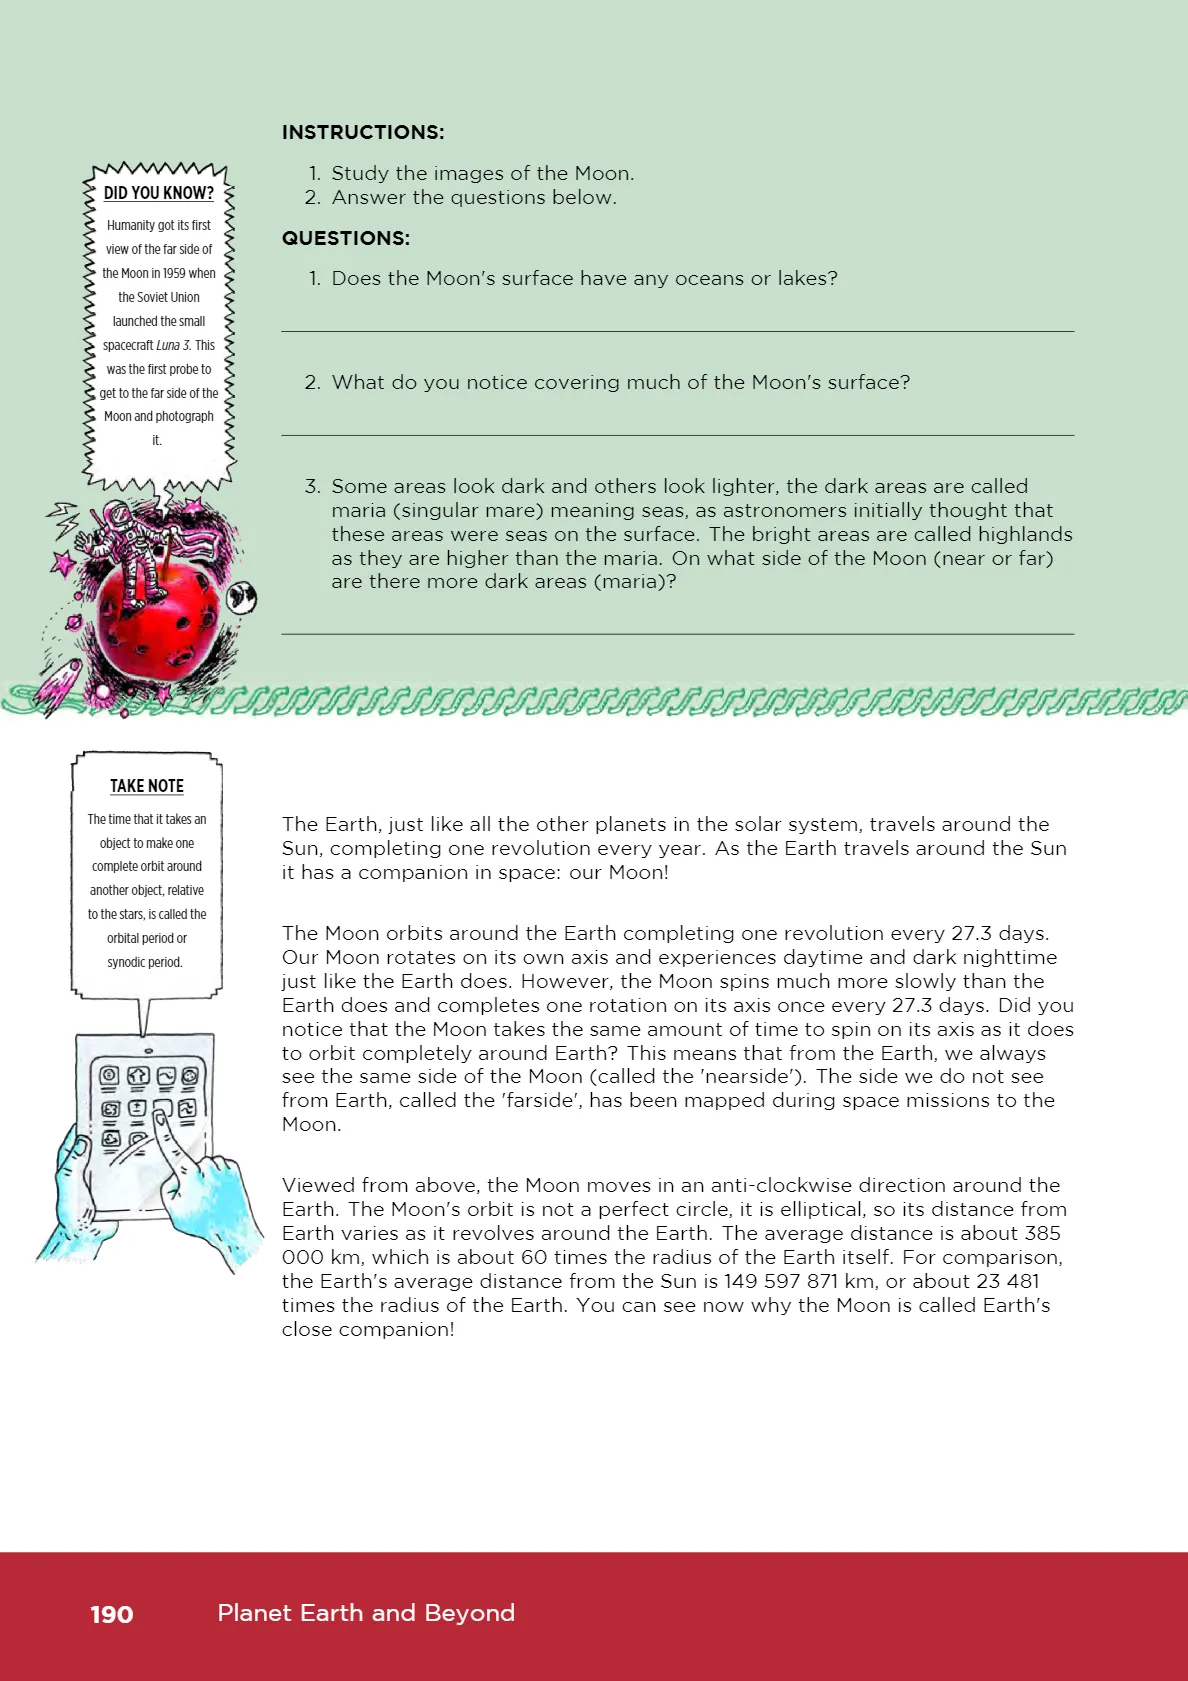 INSTRUCTIONS:
1. Study the images of the Moon.
2. Answer the questions below.
DID YOU KNOW?
Humanity got its first
view of the far side of
the Moon in 1959 when
the Soviet Union
launched the small
spacecraft Luna 3. This
was the first probe to
get to the far side of the
Moon and photograph
it.
QUESTIONS:
1. Does the Moon's surface have any oceans or lakes?
2. What do you notice covering much of the Moon's surface?
3. Some areas look dark and others look lighter, the dark areas are called
maria (singular mare) meaning seas, as astronomers initially thought that
these areas were seas on the surface. The bright areas are called highlands
as they are higher than the maria. On what side of the Moon (near or far)
are there more dark areas (maria)?
TAKE NOTE
The time that it takes an
object to make one
complete orbit around
another object, relative
to the stars, is called the
orbital period or
synodic period.
The Earth, just like all the other planets in the solar system, travels around the
Sun, completing one revolution every year. As the Earth travels around the Sun
it has a companion in space: our Moon!
The Moon orbits around the Earth completing one revolution every 27.3 days.
Our Moon rotates on its own axis and experiences daytime and dark nighttime
just like the Earth does. However, the Moon spins much more slowly than the
Earth does and completes one rotation on its axis once every 27.3 days. Did you
notice that the Moon takes the same amount of time to spin on its axis as it does
to orbit completely around Earth? This means that from the Earth, we always
see the same side of the Moon (called the 'nearside'). The side we do not see
from Earth, called the 'farside', has been mapped during space missions to the
Moon.
Viewed from above, the Moon moves in an anti-clockwise direction around the
Earth. The Moon's orbit is not a perfect circle, it is elliptical, so its distance from
Earth varies as it revolves around the Earth. The average distance is about 385
000 km, which is about 60 times the radius of the Earth itself. For comparison,
the Earth's average distance from the Sun is 149 597 871 km, or about 23 481
times the radius of the Earth. You can see now why the Moon is called Earth's
close companion!
190 Planet Earth and Beyond